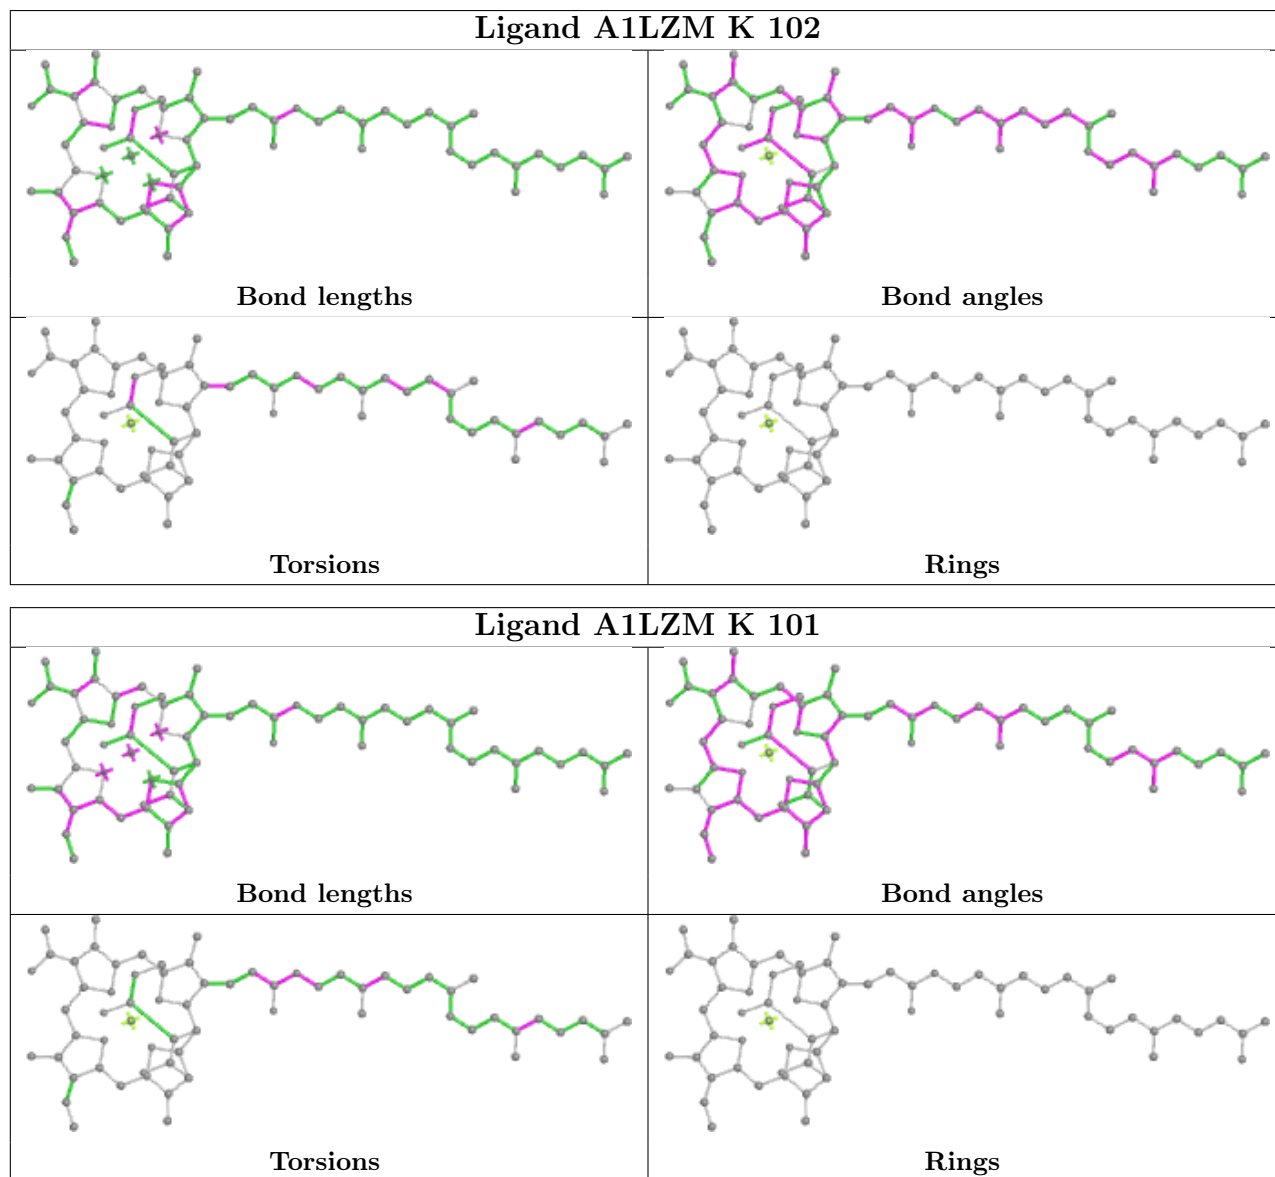 Ligand A1LZM K 102
Bond lengths
Bond angles
Torsions
Rings
Ligand A1LZM K 101
Bond lengths
Bond angles
Torsions
Rings